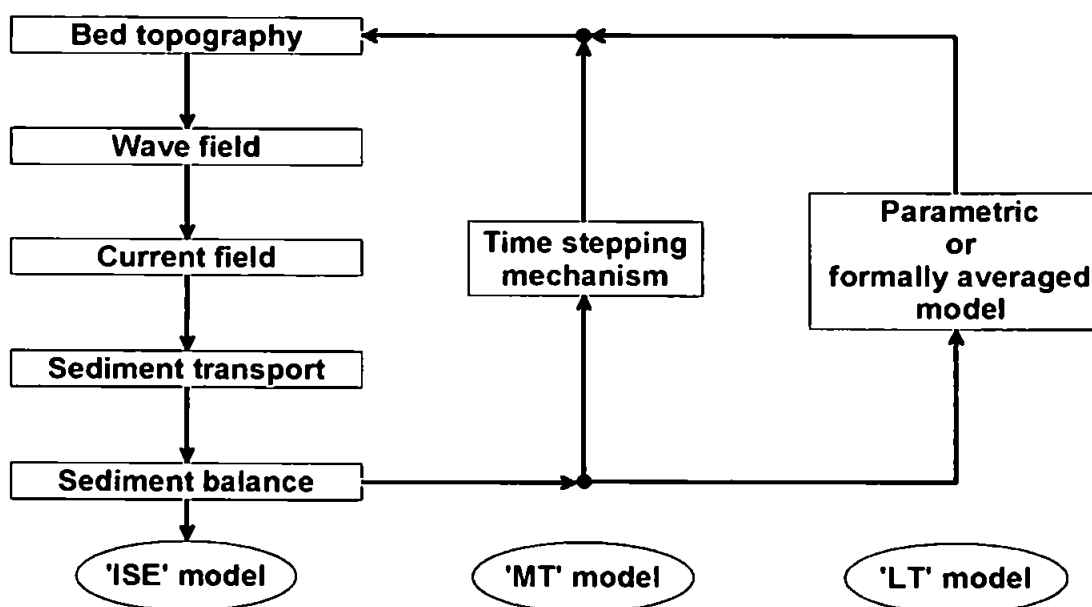 Bed topography
Wave field
Current field
Sediment transport
Sediment balance
'ISE' model
Time stepping
mechanism
'MT' model
Parametric
or
formally averaged
model
'LT' model